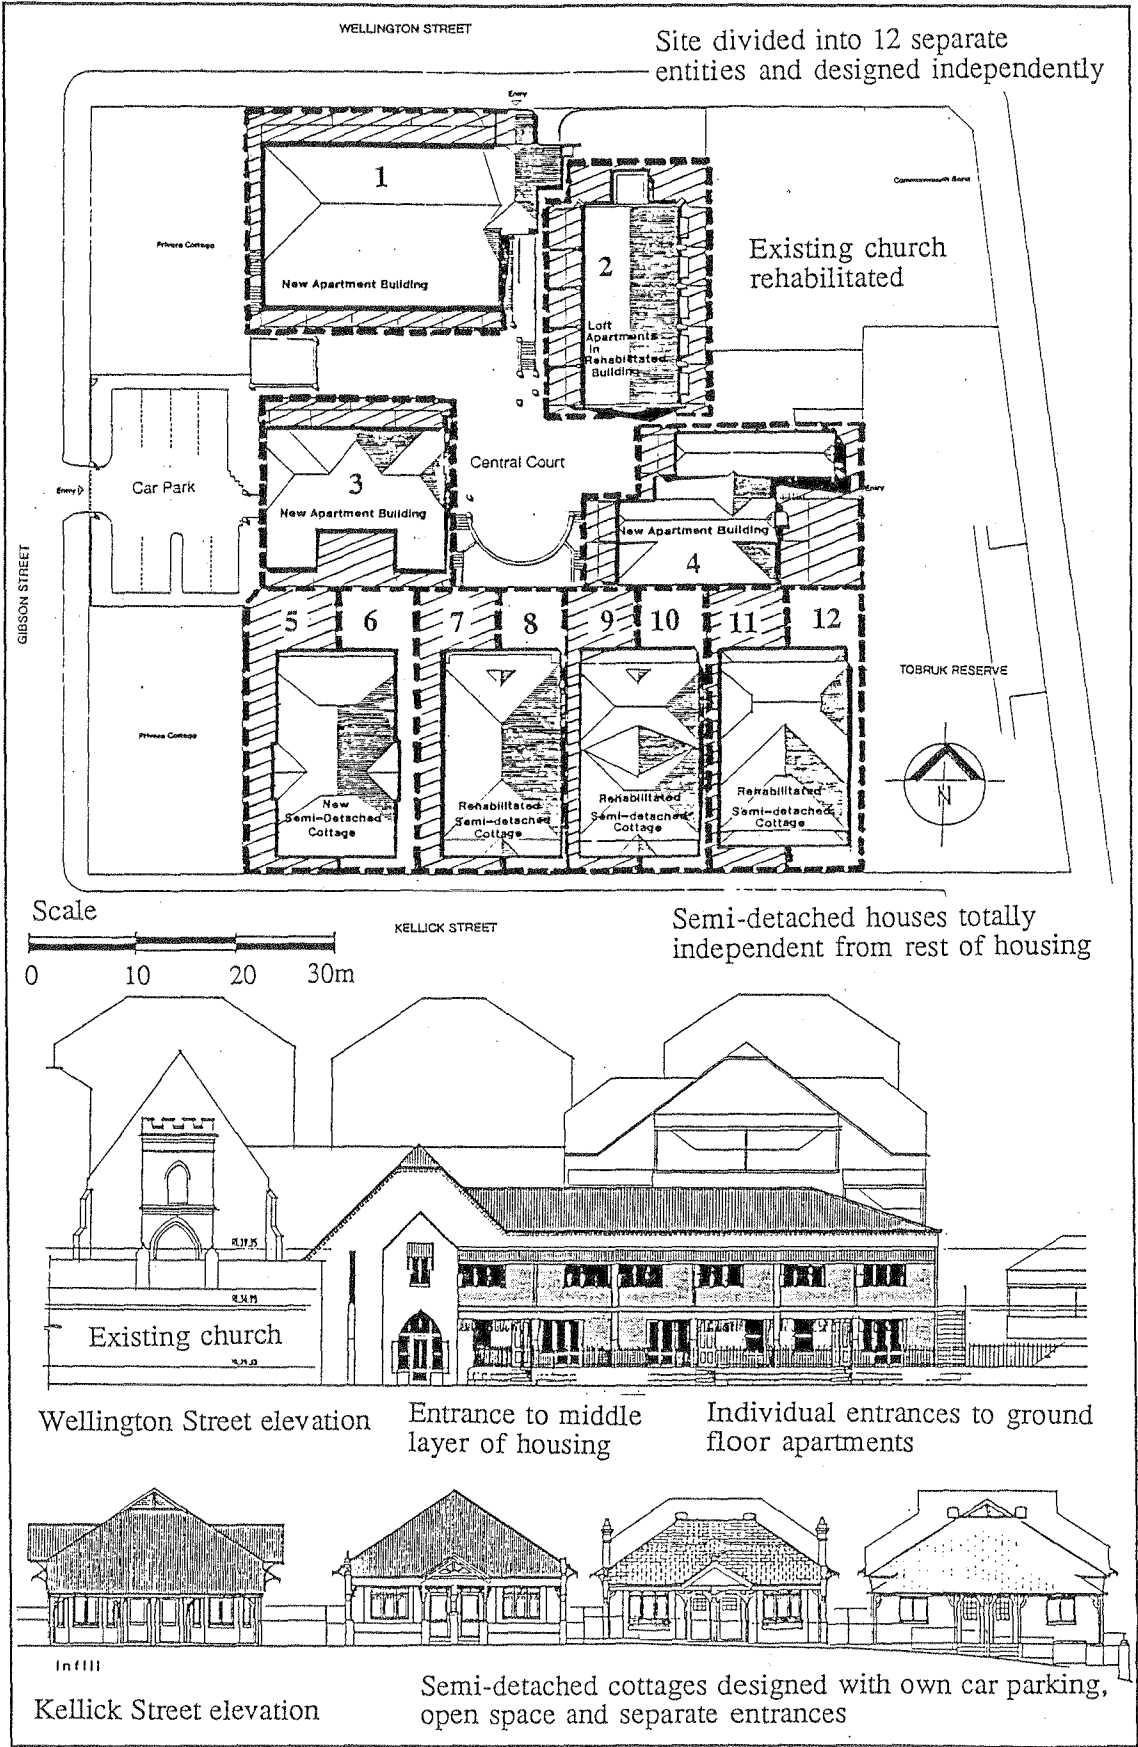 WELLINGTON STREET
Site divided into 12 separate
entities and designed independently
Entry
1
Commonwealth Bank
Private Cottage
Existing church
rehabilitated
2
New Apartment Building
Loft
Apartments
In
Rehabilitated
Building
Central Court
Entry
Car Park
3
New Apartment Building
Entry
New Apartment Building
4
GIBSON STREET
5
6
7
8
9
10
11
12
TOBRUK RESERVE
Private Cottage
N
New
Semi-Detached
Cottage
Rehabilitated
Semi-detached
Cottage
Rehabilitated
Semi-detached
Cottage
Rehabilitated
Semi-detached
Cottage
Scale
0 10 20 30m
KELLICK STREET
Semi-detached houses totally
independent from rest of housing
Existing church
Wellington Street elevation
Entrance to middle
layer of housing
Individual entrances to ground
floor apartments
Infill
Kellick Street elevation
Semi-detached cottages designed with own car parking,
open space and separate entrances